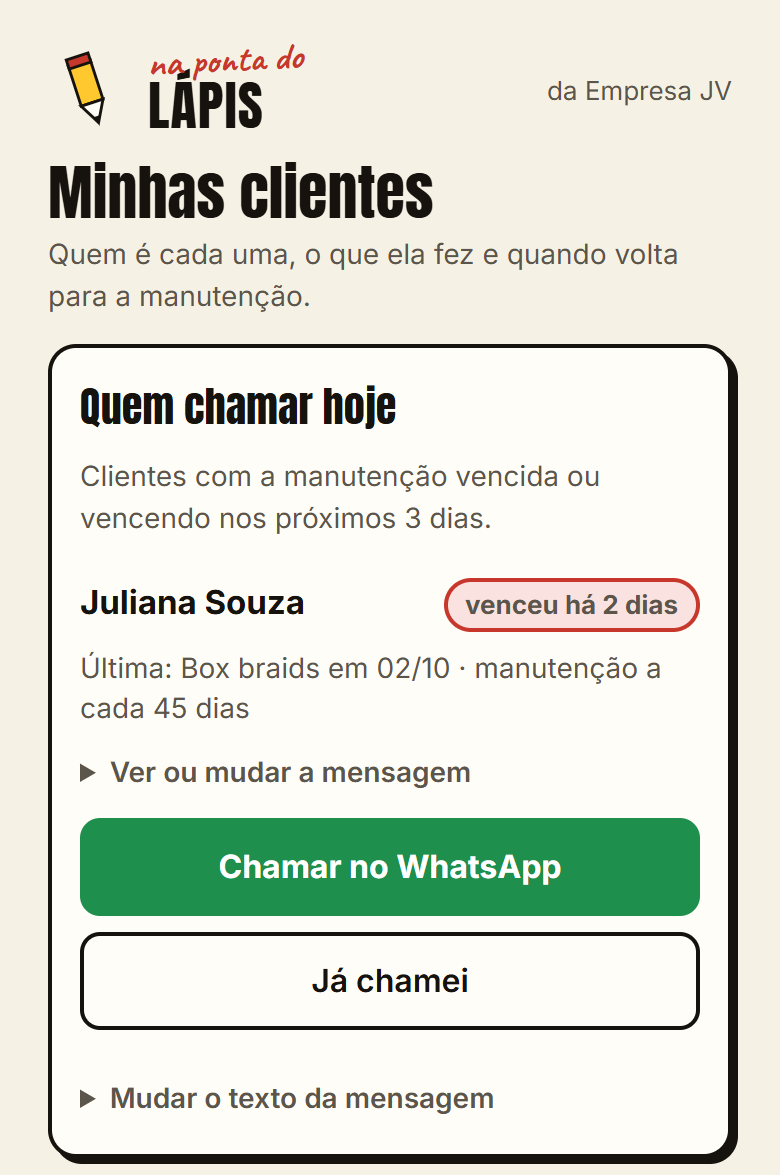 na ponta do
LÁPIS
da Empresa JV
Minhas clientes
Quem é cada uma, o que ela fez e quando volta
para a manutenção.
Quem chamar hoje
Clientes com a manutenção vencida ou
vencendo nos próximos 3 dias.
Juliana Souza
venceu há 2 dias
Última: Box braids em 02/10 · manutenção a
cada 45 dias
Ver ou mudar a mensagem
Chamar no WhatsApp
Já chamei
Mudar o texto da mensagem